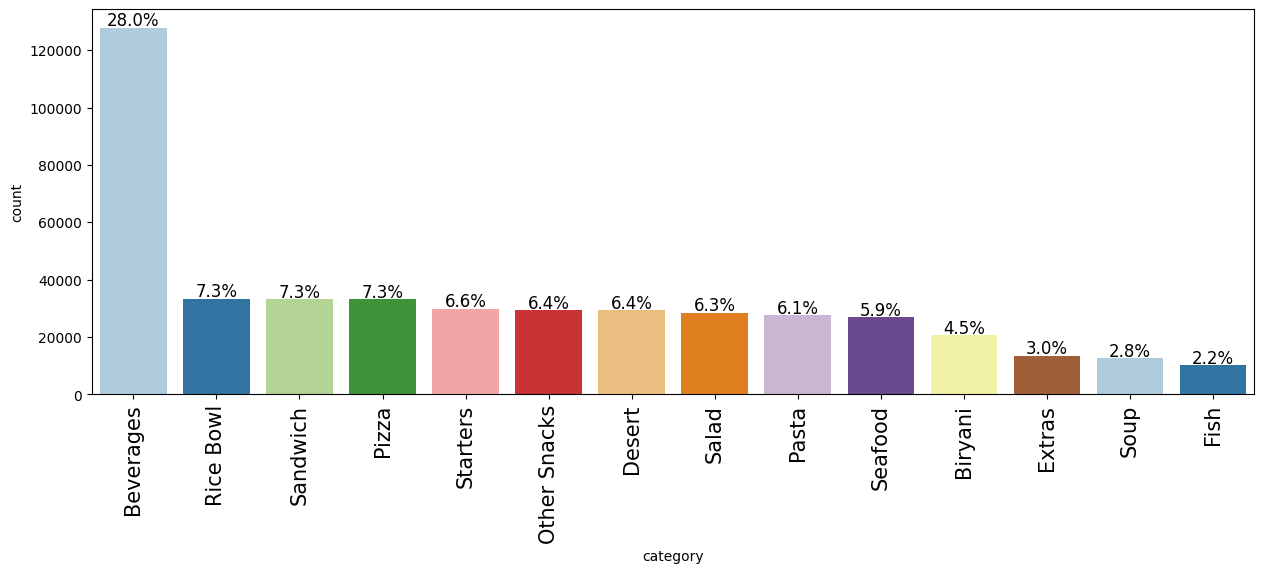 28.0%
120000
100000
80000
60000
40000
20000
0
count
7.3% 7.3% 7.3% 6.6% 6.4% 6.4% 6.3% 6.1% 5.9% 4.5% 3.0% 2.8% 2.2%
Beverages
Rice Bowl
Sandwich
Pizza
Starters
Other Snacks
Desert
Salad
Pasta
Seafood
Biryani
Extras
Soup
Fish
category